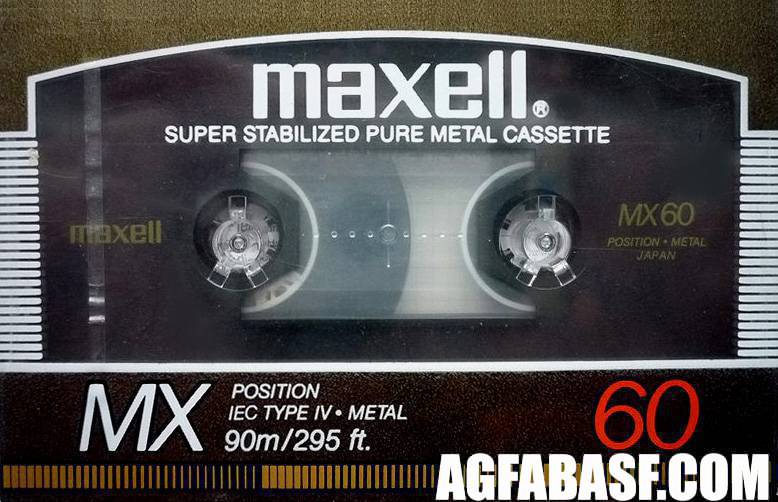 maxell®
SUPER STABILIZED PURE METAL CASSETTE
maxell
MX60
POSITION • METAL
JAPAN
MX
POSITION
IEC TYPE IV • METAL
90m/295 ft.
60
AGFABASF.COM